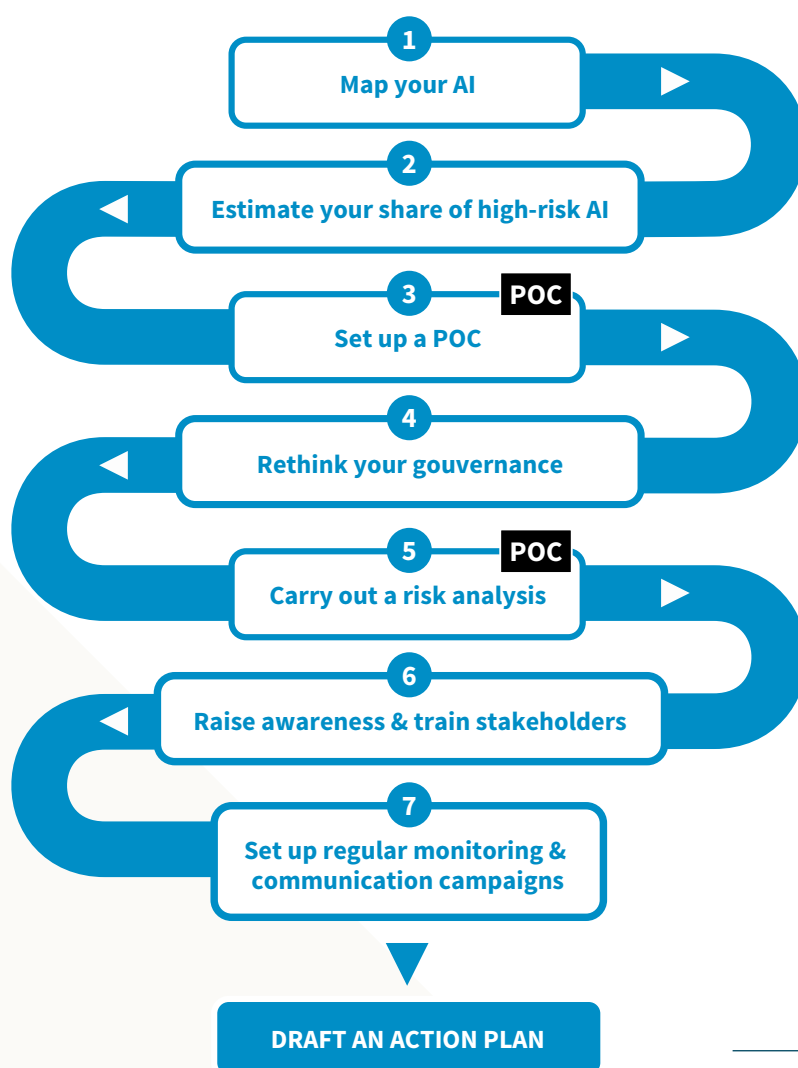 1
Map your AI
2
Estimate your share of high-risk AI
3
POC
Set up a POC
4
Rethink your gouvernance
5
POC
Carry out a risk analysis
6
Raise awareness & train stakeholders
7
Set up regular monitoring &
communication campaigns
DRAFT AN ACTION PLAN